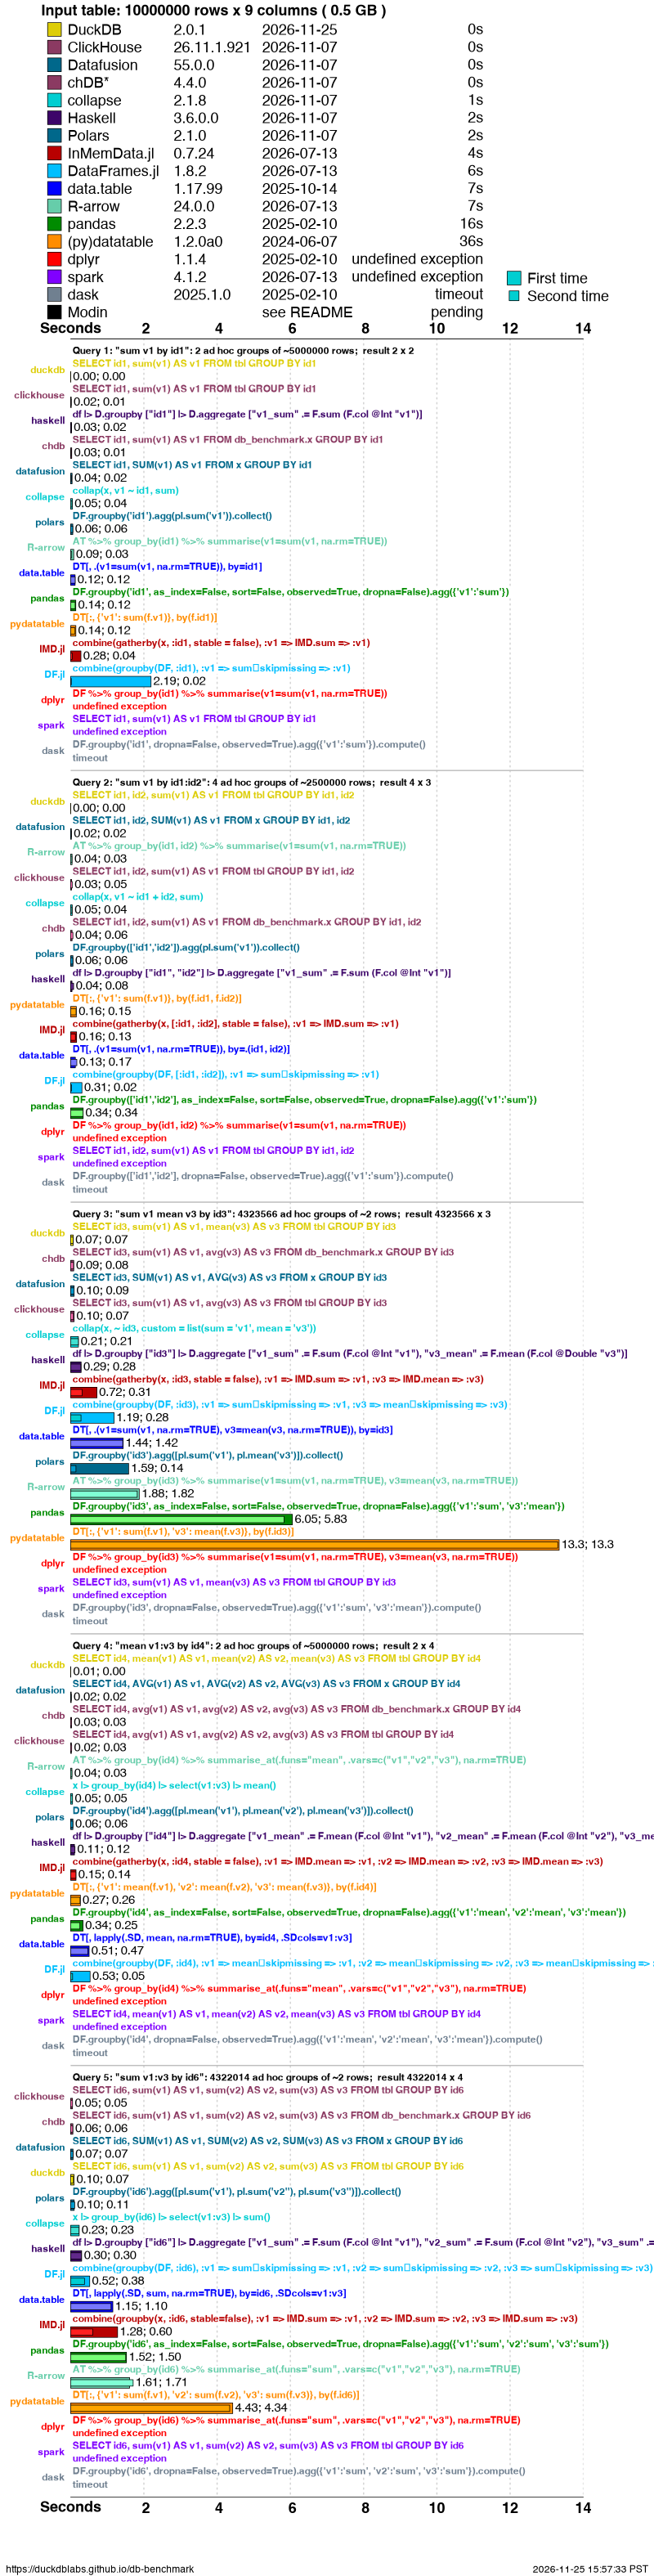 Input table: 10000000 rows x 9 columns ( 0.5 GB )
DuckDB 2.0.1 2026-11-25 0s
ClickHouse 26.11.1.921 2026-11-07 0s
Datafusion 55.0.0 2026-11-07 0s
chDB* 4.4.0 2026-11-07 0s
collapse 2.1.8 2026-11-07 1s
Haskell 3.6.0.0 2026-11-07 2s
Polars 2.1.0 2026-11-07 2s
InMemData.jl 0.7.24 2026-07-13 4s
DataFrames.jl 1.8.2 2026-07-13 6s
data.table 1.17.99 2025-10-14 7s
R-arrow 24.0.0 2026-07-13 7s
pandas 2.2.3 2025-02-10 16s
(py)datatable 1.2.0a0 2024-06-07 36s
dplyr 1.1.4 2025-02-10 undefined exception
spark 4.1.2 2026-07-13 undefined exception
dask 2025.1.0 2025-02-10 timeout
Modin see README pending
First time
Second time
Seconds 2 4 6 8 10 12 14
Query 1: "sum v1 by id1": 2 ad hoc groups of ~5000000 rows; result 2 x 2
SELECT id1, sum(v1) AS v1 FROM tbl GROUP BY id1
duckdb 0.00; 0.00
SELECT id1, sum(v1) AS v1 FROM tbl GROUP BY id1
clickhouse 0.02; 0.01
df |> D.groupby ["id1"] |> D.aggregate ["v1_sum" .= F.sum (F.col @Int "v1")]
haskell 0.03; 0.02
SELECT id1, sum(v1) AS v1 FROM db_benchmark.x GROUP BY id1
chdb 0.03; 0.01
SELECT id1, SUM(v1) AS v1 FROM x GROUP BY id1
datafusion 0.04; 0.02
collap(x, v1 ~ id1, sum)
collapse 0.05; 0.04
DF.groupby('id1').agg(pl.sum('v1')).collect()
polars 0.06; 0.06
AT %>% group_by(id1) %>% summarise(v1=sum(v1, na.rm=TRUE))
R-arrow 0.09; 0.03
DT[, .(v1=sum(v1, na.rm=TRUE)), by=id1]
data.table 0.12; 0.12
DF.groupby('id1', as_index=False, sort=False, observed=True, dropna=False).agg({'v1':'sum'})
pandas 0.14; 0.12
DT[:, {'v1': sum(f.v1)}, by(f.id1)]
pydatatable 0.14; 0.12
combine(gatherby(x, :id1, stable = false), :v1 => IMD.sum => :v1)
IMD.jl 0.28; 0.04
combine(groupby(DF, :id1), :v1 => sum□skipmissing => :v1)
DF.jl 2.19; 0.02
DF %>% group_by(id1) %>% summarise(v1=sum(v1, na.rm=TRUE))
dplyr undefined exception
SELECT id1, sum(v1) AS v1 FROM tbl GROUP BY id1
spark undefined exception
DF.groupby('id1', dropna=False, observed=True).agg({'v1':'sum'}).compute()
dask timeout
Query 2: "sum v1 by id1:id2": 4 ad hoc groups of ~2500000 rows; result 4 x 3
SELECT id1, id2, sum(v1) AS v1 FROM tbl GROUP BY id1, id2
duckdb 0.00; 0.00
SELECT id1, id2, SUM(v1) AS v1 FROM x GROUP BY id1, id2
datafusion 0.02; 0.02
AT %>% group_by(id1, id2) %>% summarise(v1=sum(v1, na.rm=TRUE))
R-arrow 0.04; 0.03
SELECT id1, id2, sum(v1) AS v1 FROM tbl GROUP BY id1, id2
clickhouse 0.03; 0.05
collap(x, v1 ~ id1 + id2, sum)
collapse 0.05; 0.04
SELECT id1, id2, sum(v1) AS v1 FROM db_benchmark.x GROUP BY id1, id2
chdb 0.04; 0.06
DF.groupby(['id1','id2']).agg(pl.sum('v1')).collect()
polars 0.06; 0.06
df |> D.groupby ["id1", "id2"] |> D.aggregate ["v1_sum" .= F.sum (F.col @Int "v1")]
haskell 0.04; 0.08
DT[:, {'v1': sum(f.v1)}, by(f.id1, f.id2)]
pydatatable 0.16; 0.15
combine(gatherby(x, [:id1, :id2], stable = false), :v1 => IMD.sum => :v1)
IMD.jl 0.16; 0.13
DT[, .(v1=sum(v1, na.rm=TRUE)), by=.(id1, id2)]
data.table 0.13; 0.17
combine(groupby(DF, [:id1, :id2]), :v1 => sum□skipmissing => :v1)
DF.jl 0.31; 0.02
DF.groupby(['id1','id2'], as_index=False, sort=False, observed=True, dropna=False).agg({'v1':'sum'})
pandas 0.34; 0.34
DF %>% group_by(id1, id2) %>% summarise(v1=sum(v1, na.rm=TRUE))
dplyr undefined exception
SELECT id1, id2, sum(v1) AS v1 FROM tbl GROUP BY id1, id2
spark undefined exception
DF.groupby(['id1','id2'], dropna=False, observed=True).agg({'v1':'sum'}).compute()
dask timeout
Query 3: "sum v1 mean v3 by id3": 4323566 ad hoc groups of ~2 rows; result 4323566 x 3
SELECT id3, sum(v1) AS v1, mean(v3) AS v3 FROM tbl GROUP BY id3
duckdb 0.07; 0.07
SELECT id3, sum(v1) AS v1, avg(v3) AS v3 FROM db_benchmark.x GROUP BY id3
chdb 0.09; 0.08
SELECT id3, SUM(v1) AS v1, AVG(v3) AS v3 FROM x GROUP BY id3
datafusion 0.10; 0.09
SELECT id3, sum(v1) AS v1, avg(v3) AS v3 FROM tbl GROUP BY id3
clickhouse 0.10; 0.07
collap(x, ~ id3, custom = list(sum = 'v1', mean = 'v3'))
collapse 0.21; 0.21
df |> D.groupby ["id3"] |> D.aggregate ["v1_sum" .= F.sum (F.col @Int "v1"), "v3_mean" .= F.mean (F.col @Double "v3")]
haskell 0.29; 0.28
combine(gatherby(x, :id3, stable = false), :v1 => IMD.sum => :v1, :v3 => IMD.mean => :v3)
IMD.jl 0.72; 0.31
combine(groupby(DF, :id3), :v1 => sum□skipmissing => :v1, :v3 => mean□skipmissing => :v3)
DF.jl 1.19; 0.28
DT[, .(v1=sum(v1, na.rm=TRUE), v3=mean(v3, na.rm=TRUE)), by=id3]
data.table 1.44; 1.42
DF.groupby('id3').agg([pl.sum('v1'), pl.mean('v3')]).collect()
polars 1.59; 0.14
AT %>% group_by(id3) %>% summarise(v1=sum(v1, na.rm=TRUE), v3=mean(v3, na.rm=TRUE))
R-arrow 1.88; 1.82
DF.groupby('id3', as_index=False, sort=False, observed=True, dropna=False).agg({'v1':'sum', 'v3':'mean'})
pandas 6.05; 5.83
DT[:, {'v1': sum(f.v1), 'v3': mean(f.v3)}, by(f.id3)]
pydatatable 13.3; 13.3
DF %>% group_by(id3) %>% summarise(v1=sum(v1, na.rm=TRUE), v3=mean(v3, na.rm=TRUE))
dplyr undefined exception
SELECT id3, sum(v1) AS v1, mean(v3) AS v3 FROM tbl GROUP BY id3
spark undefined exception
DF.groupby('id3', dropna=False, observed=True).agg({'v1':'sum', 'v3':'mean'}).compute()
dask timeout
Query 4: "mean v1:v3 by id4": 2 ad hoc groups of ~5000000 rows; result 2 x 4
SELECT id4, mean(v1) AS v1, mean(v2) AS v2, mean(v3) AS v3 FROM tbl GROUP BY id4
duckdb 0.01; 0.00
SELECT id4, AVG(v1) AS v1, AVG(v2) AS v2, AVG(v3) AS v3 FROM x GROUP BY id4
datafusion 0.02; 0.02
SELECT id4, avg(v1) AS v1, avg(v2) AS v2, avg(v3) AS v3 FROM db_benchmark.x GROUP BY id4
chdb 0.03; 0.03
SELECT id4, avg(v1) AS v1, avg(v2) AS v2, avg(v3) AS v3 FROM tbl GROUP BY id4
clickhouse 0.02; 0.03
AT %>% group_by(id4) %>% summarise_at(.funs="mean", .vars=c("v1","v2","v3"), na.rm=TRUE)
R-arrow 0.04; 0.03
x |> group_by(id4) |> select(v1:v3) |> mean()
collapse 0.05; 0.05
DF.groupby('id4').agg([pl.mean('v1'), pl.mean('v2'), pl.mean('v3')]).collect()
polars 0.06; 0.06
df |> D.groupby ["id4"] |> D.aggregate ["v1_mean" .= F.mean (F.col @Int "v1"), "v2_mean" .= F.mean (F.col @Int "v2"), "v3_me
haskell 0.11; 0.12
combine(gatherby(x, :id4, stable = false), :v1 => IMD.mean => :v1, :v2 => IMD.mean => :v2, :v3 => IMD.mean => :v3)
IMD.jl 0.15; 0.14
DT[:, {'v1': mean(f.v1), 'v2': mean(f.v2), 'v3': mean(f.v3)}, by(f.id4)]
pydatatable 0.27; 0.26
DF.groupby('id4', as_index=False, sort=False, observed=True, dropna=False).agg({'v1':'mean', 'v2':'mean', 'v3':'mean'})
pandas 0.34; 0.25
DT[, lapply(.SD, mean, na.rm=TRUE), by=id4, .SDcols=v1:v3]
data.table 0.51; 0.47
combine(groupby(DF, :id4), :v1 => mean□skipmissing => :v1, :v2 => mean□skipmissing => :v2, :v3 => mean□skipmissing => :
DF.jl 0.53; 0.05
DF %>% group_by(id4) %>% summarise_at(.funs="mean", .vars=c("v1","v2","v3"), na.rm=TRUE)
dplyr undefined exception
SELECT id4, mean(v1) AS v1, mean(v2) AS v2, mean(v3) AS v3 FROM tbl GROUP BY id4
spark undefined exception
DF.groupby('id4', dropna=False, observed=True).agg({'v1':'mean', 'v2':'mean', 'v3':'mean'}).compute()
dask timeout
Query 5: "sum v1:v3 by id6": 4322014 ad hoc groups of ~2 rows; result 4322014 x 4
SELECT id6, sum(v1) AS v1, sum(v2) AS v2, sum(v3) AS v3 FROM tbl GROUP BY id6
clickhouse 0.05; 0.05
SELECT id6, sum(v1) AS v1, sum(v2) AS v2, sum(v3) AS v3 FROM db_benchmark.x GROUP BY id6
chdb 0.06; 0.06
SELECT id6, SUM(v1) AS v1, SUM(v2) AS v2, SUM(v3) AS v3 FROM x GROUP BY id6
datafusion 0.07; 0.07
SELECT id6, sum(v1) AS v1, sum(v2) AS v2, sum(v3) AS v3 FROM tbl GROUP BY id6
duckdb 0.10; 0.07
DF.groupby('id6').agg([pl.sum('v1'), pl.sum('v2''), pl.sum('v3'')]).collect()
polars 0.10; 0.11
x |> group_by(id6) |> select(v1:v3) |> sum()
collapse 0.23; 0.23
df |> D.groupby ["id6"] |> D.aggregate ["v1_sum" .= F.sum (F.col @Int "v1"), "v2_sum" .= F.sum (F.col @Int "v2"), "v3_sum" .=
haskell 0.30; 0.30
combine(groupby(DF, :id6), :v1 => sum□skipmissing => :v1, :v2 => sum□skipmissing => :v2, :v3 => sum□skipmissing => :v3)
DF.jl 0.52; 0.38
DT[, lapply(.SD, sum, na.rm=TRUE), by=id6, .SDcols=v1:v3]
data.table 1.15; 1.10
combine(groupby(x, :id6, stable=false), :v1 => IMD.sum => :v1, :v2 => IMD.sum => :v2, :v3 => IMD.sum => :v3)
IMD.jl 1.28; 0.60
DF.groupby('id6', as_index=False, sort=False, observed=True, dropna=False).agg({'v1':'sum', 'v2':'sum', 'v3':'sum'})
pandas 1.52; 1.50
AT %>% group_by(id6) %>% summarise_at(.funs="sum", .vars=c("v1","v2","v3"), na.rm=TRUE)
R-arrow 1.61; 1.71
DT[:, {'v1': sum(f.v1), 'v2': sum(f.v2), 'v3': sum(f.v3)}, by(f.id6)]
pydatatable 4.43; 4.34
DF %>% group_by(id6) %>% summarise_at(.funs="sum", .vars=c("v1","v2","v3"), na.rm=TRUE)
dplyr undefined exception
SELECT id6, sum(v1) AS v1, sum(v2) AS v2, sum(v3) AS v3 FROM tbl GROUP BY id6
spark undefined exception
DF.groupby('id6', dropna=False, observed=True).agg({'v1':'sum', 'v2':'sum', 'v3':'sum'}).compute()
dask timeout
Seconds 2 4 6 8 10 12 14
https://duckdblabs.github.io/db-benchmark 2026-11-25 15:57:33 PST